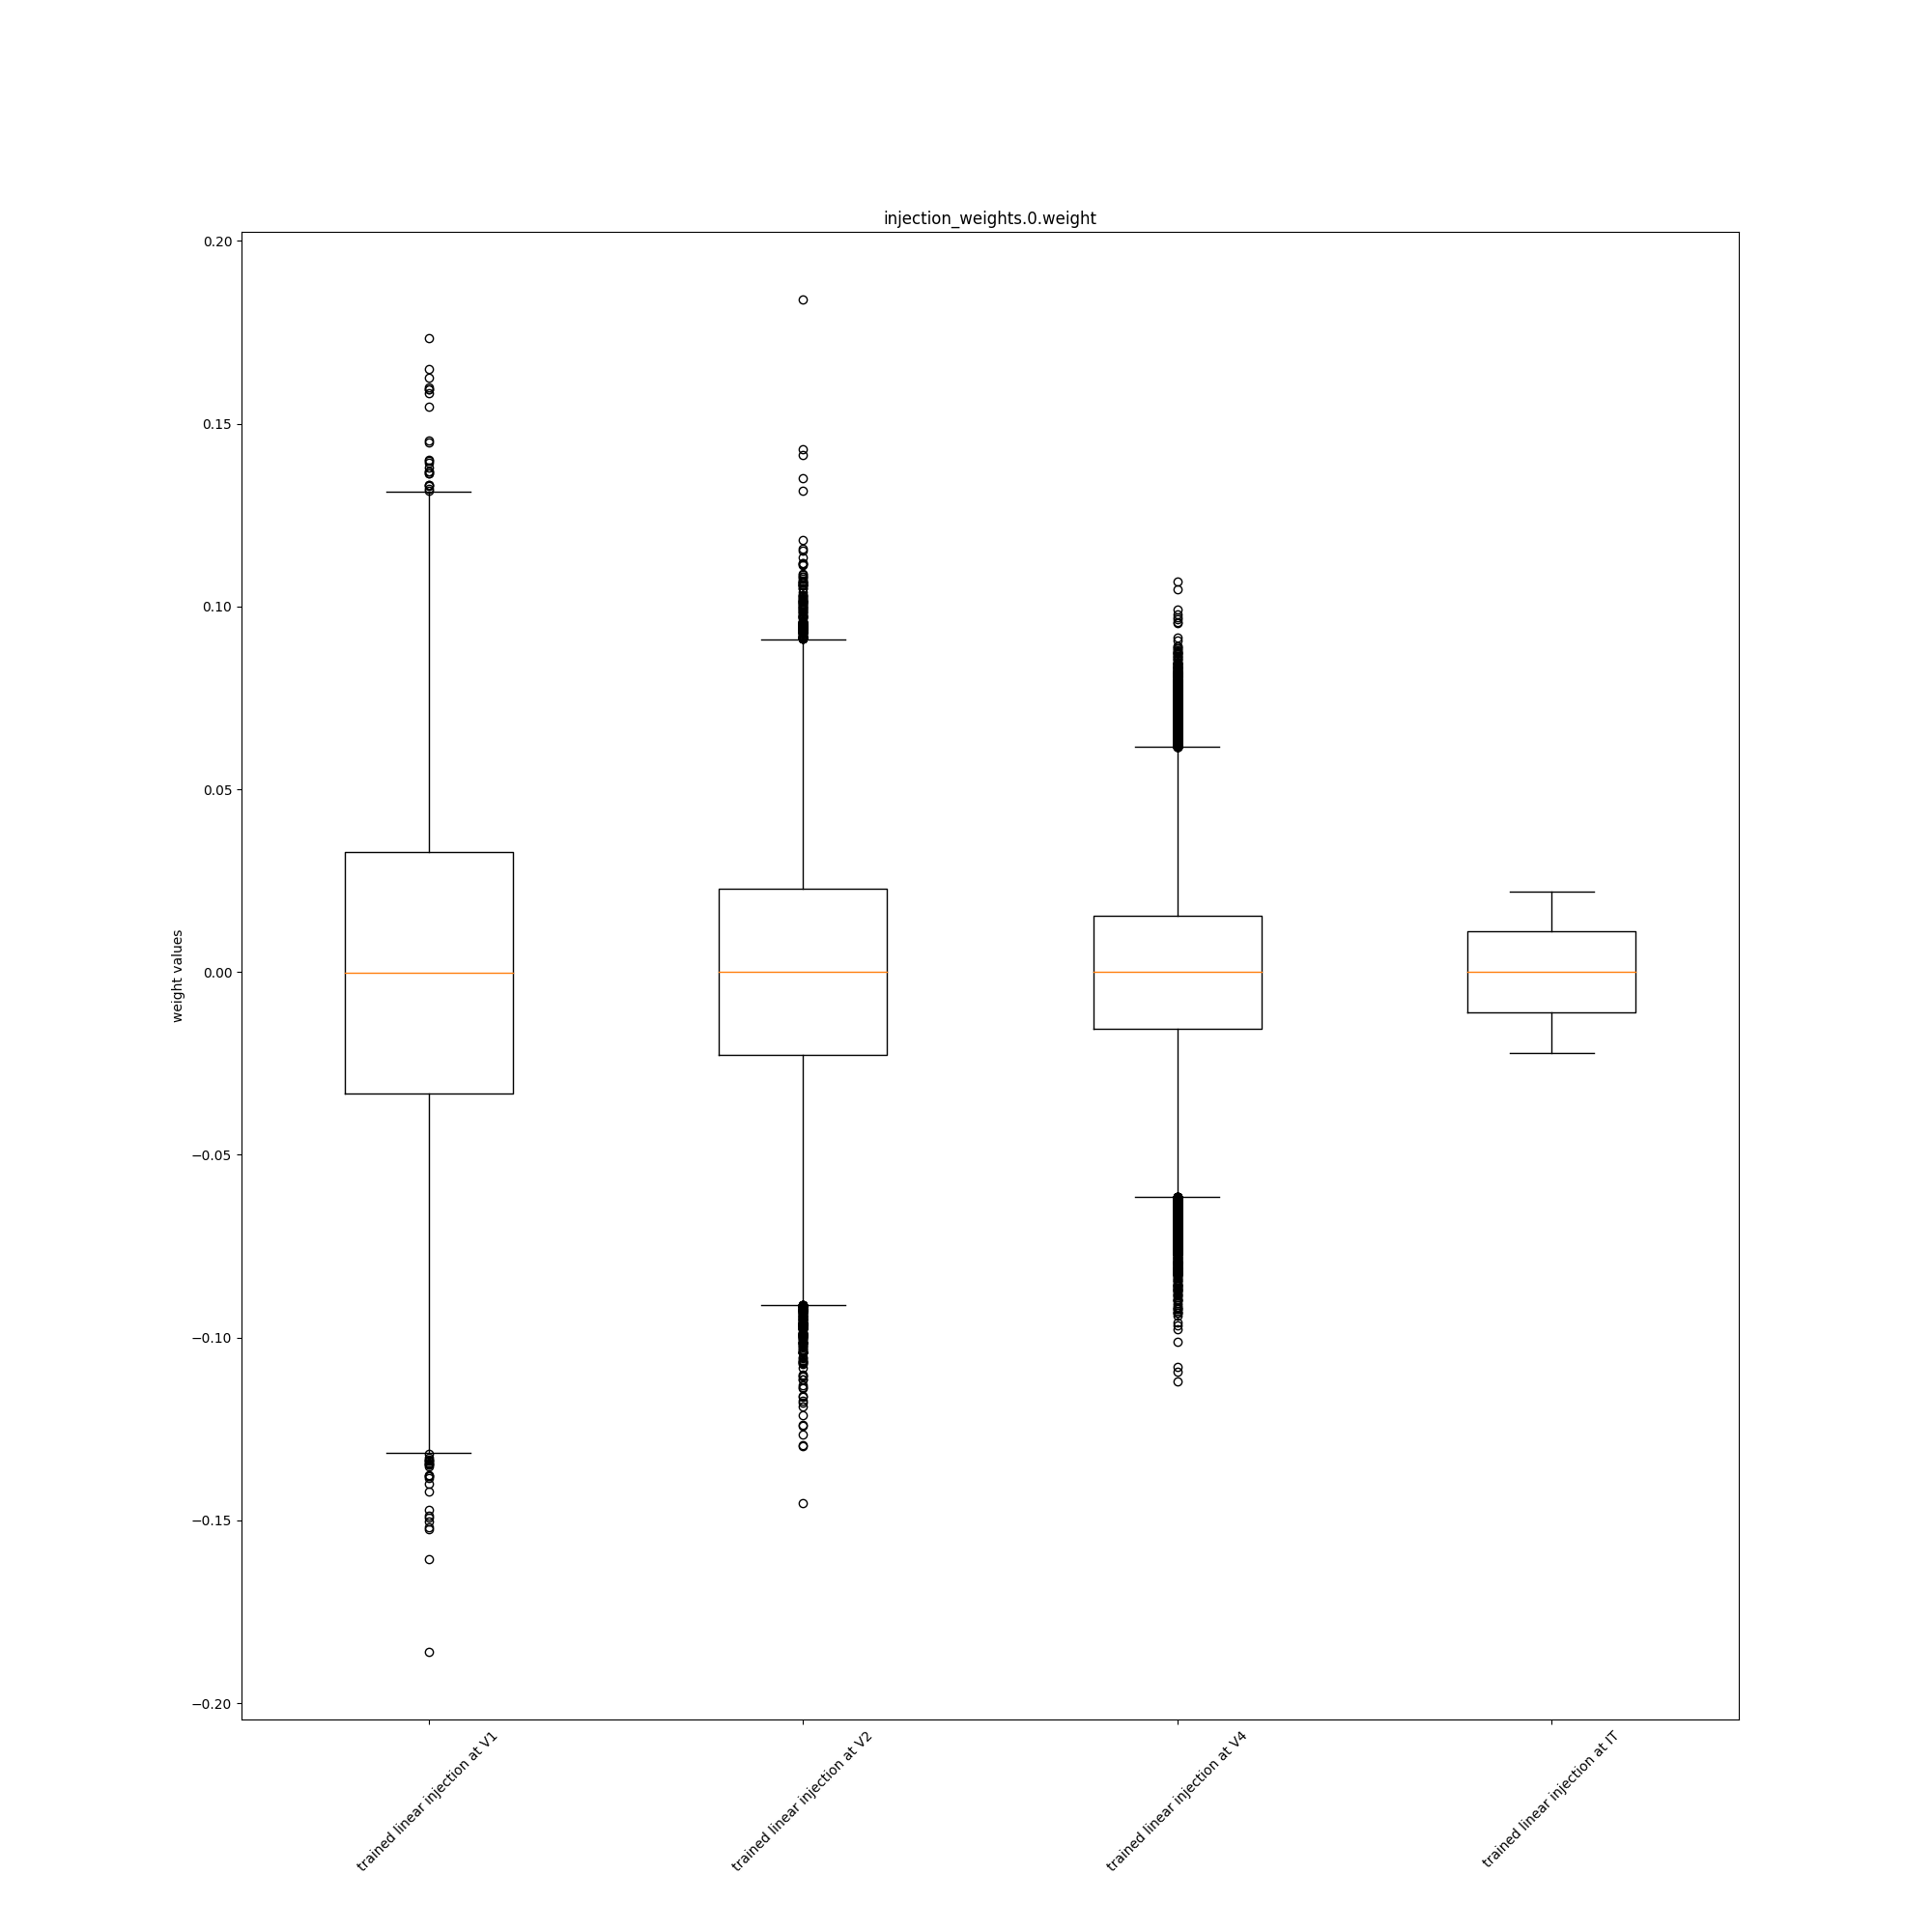 injection_weights.0.weight
0.20
0.15
0.10
0.05
0.00
−0.05
−0.10
−0.15
−0.20
weight values
trained linear injection at V1
trained linear injection at V2
trained linear injection at V4
trained linear injection at IT